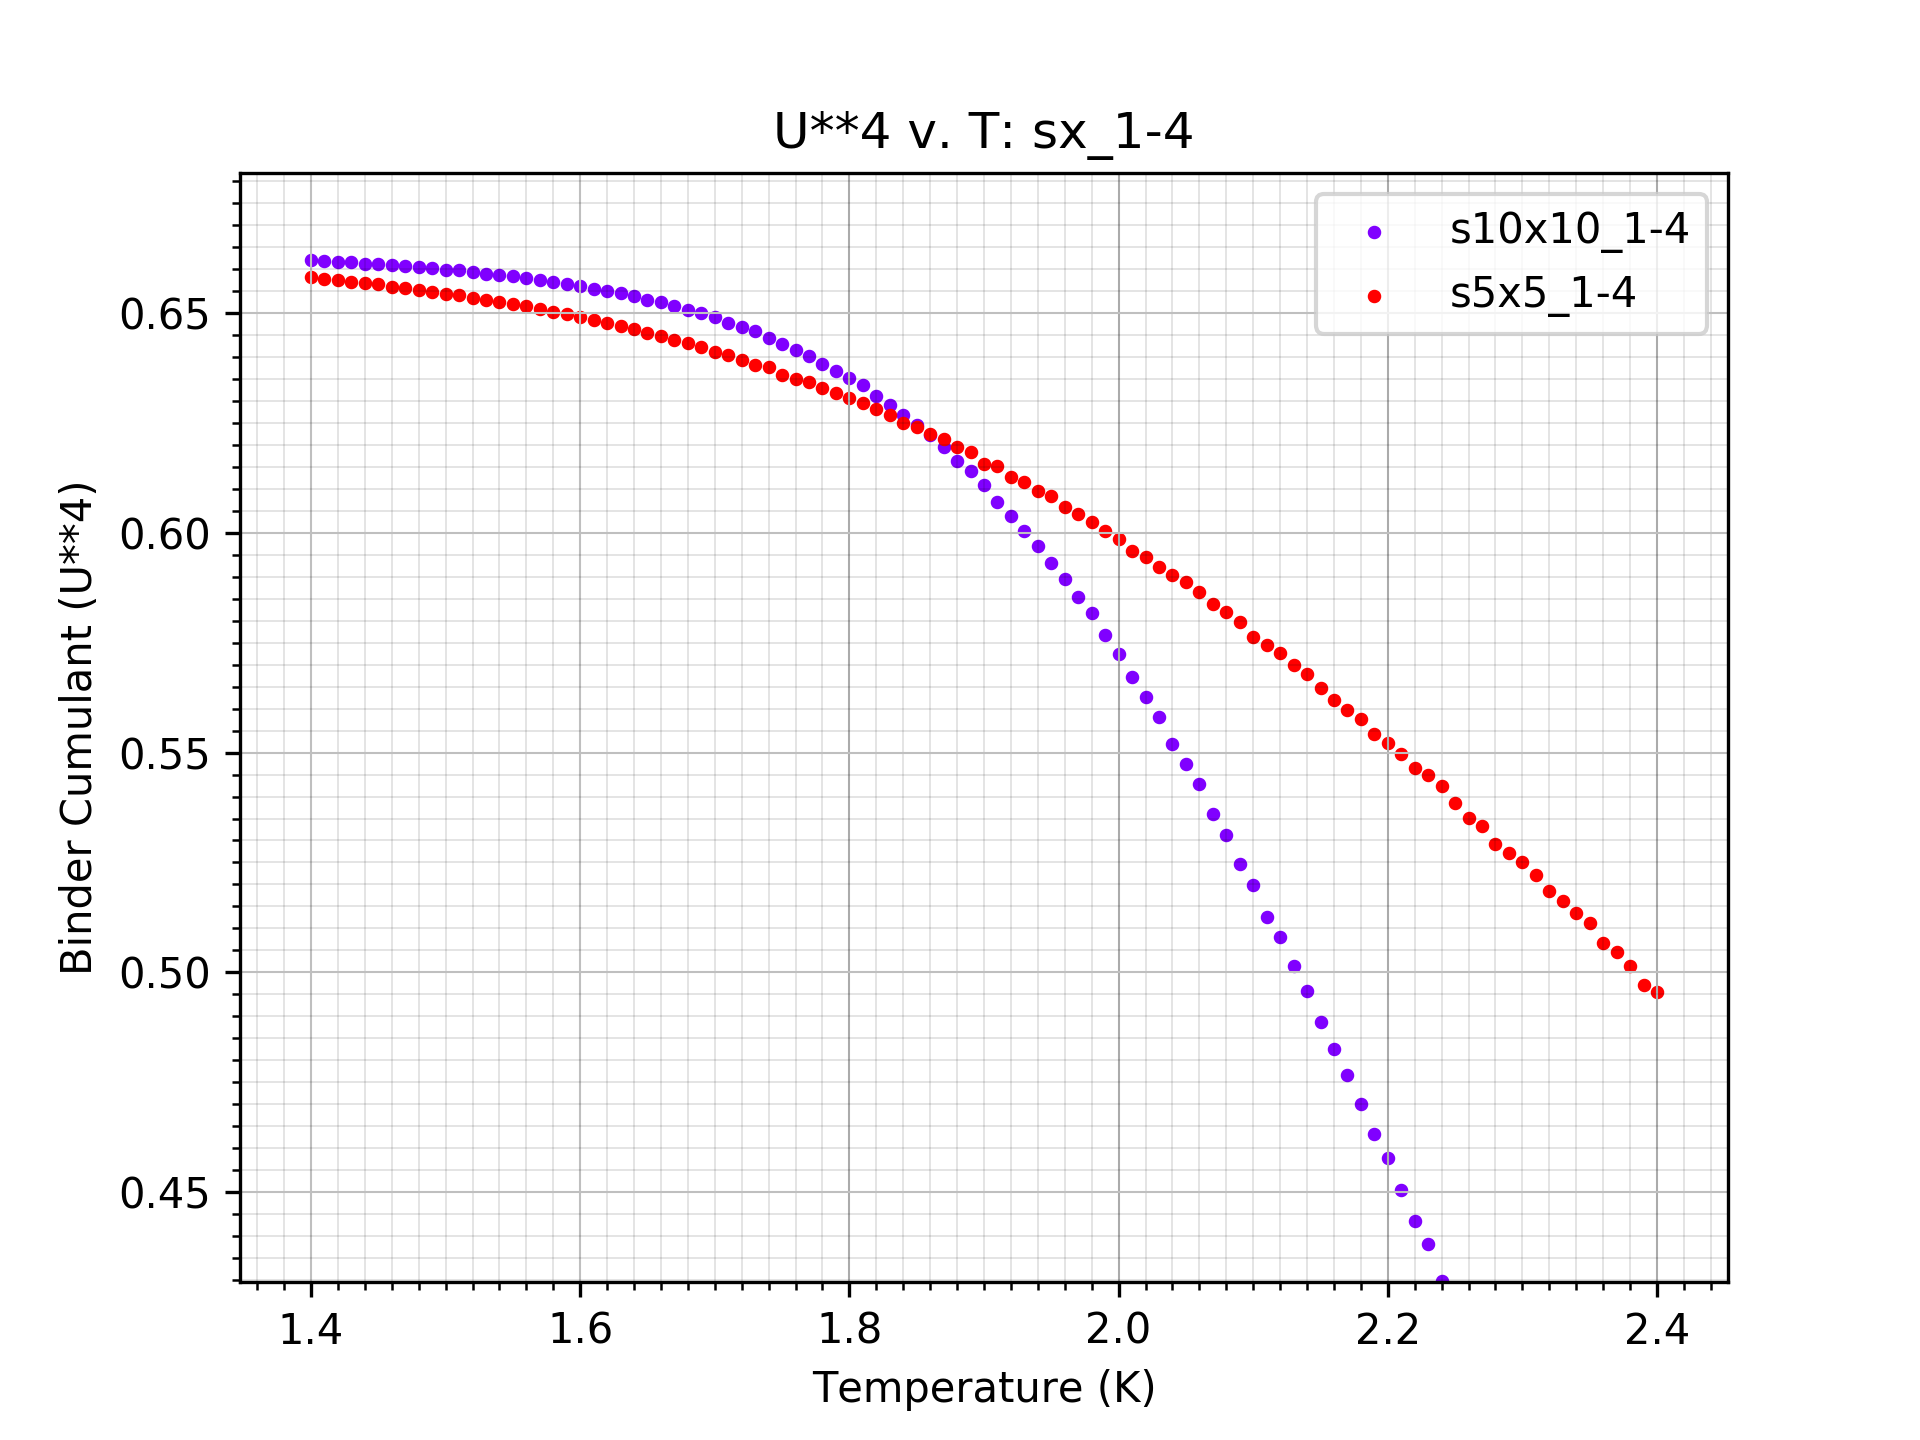 U**4 v. T: sx_1-4
s10x10_1-4
s5x5_1-4
Binder Cumulant (U**4)
0.65
0.60
0.55
0.50
0.45
1.4 1.6 1.8 2.0 2.2 2.4
Temperature (K)